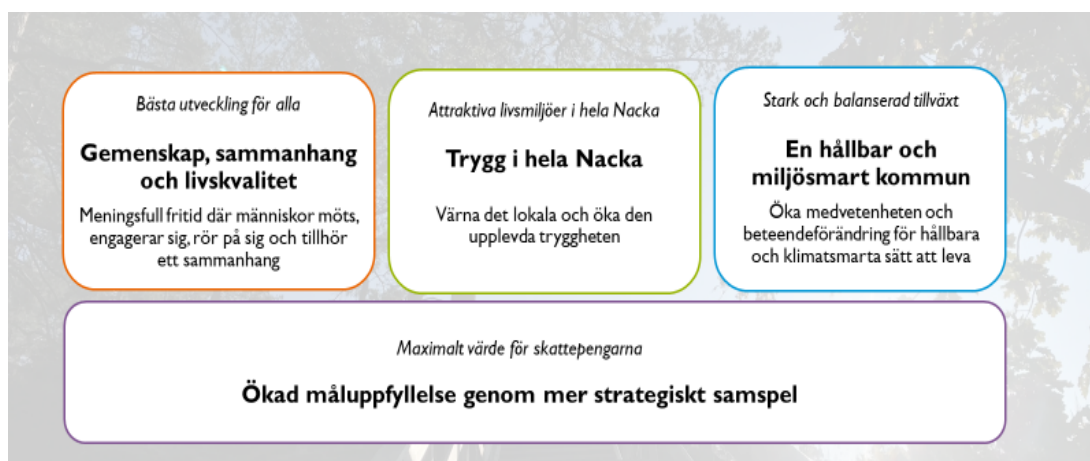 Bästa utveckling för alla
Gemenskap, sammanhang
och livskvalitet
Meningsfull fritid där människor möts,
engagerar sig, rör på sig och tillhör
ett sammanhang
Attraktiva livsmiljöer i hela Nacka
Trygg i hela Nacka
Värna det lokala och öka den
upplevda tryggheten
Stark och balanserad tillväxt
En hållbar och
miljösmart kommun
Öka medvetenheten och
beteendeförändring för hållbara
och klimatsmarta sätt att leva
Maximalt värde för skattepengarna
Ökad måluppfyllelse genom mer strategiskt samspel